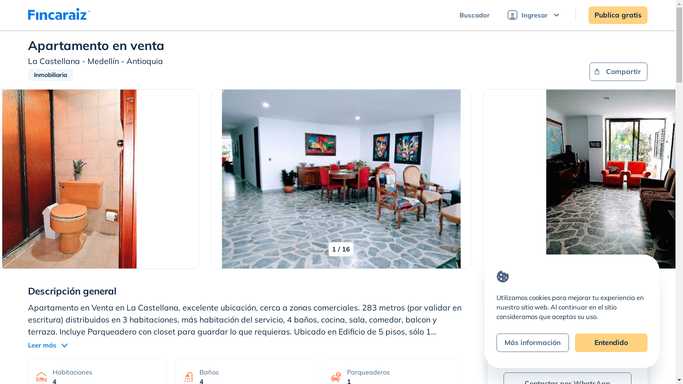 Fincaraiz
Buscador
Ingresar
Publica gratis
Apartamento en venta
La Castellana - Medellín - Antioquia
Inmobiliaria
Compartir
1 / 16
Descripción general
Apartamento en Venta en La Castellana, excelente ubicación, cerca a zonas comerciales. 283 metros (por validar en
escritura) distribuidos en 3 habitaciones, más habitación del servicio, 4 baños, cocina, sala, comedor, balcon y
terraza. Incluye Parqueadero con closet para guardar lo que requieras. Ubicado en Edificio de 5 pisos, sólo 1...
Leer más
Habitaciones
4
Baños
4
Parqueaderos
1
Utilizamos cookies para mejorar tu experiencia en
nuestro sitio web. Al continuar en el sitio
consideramos que aceptas su uso.
Más información
Entendido
Contactar por WhatsApp